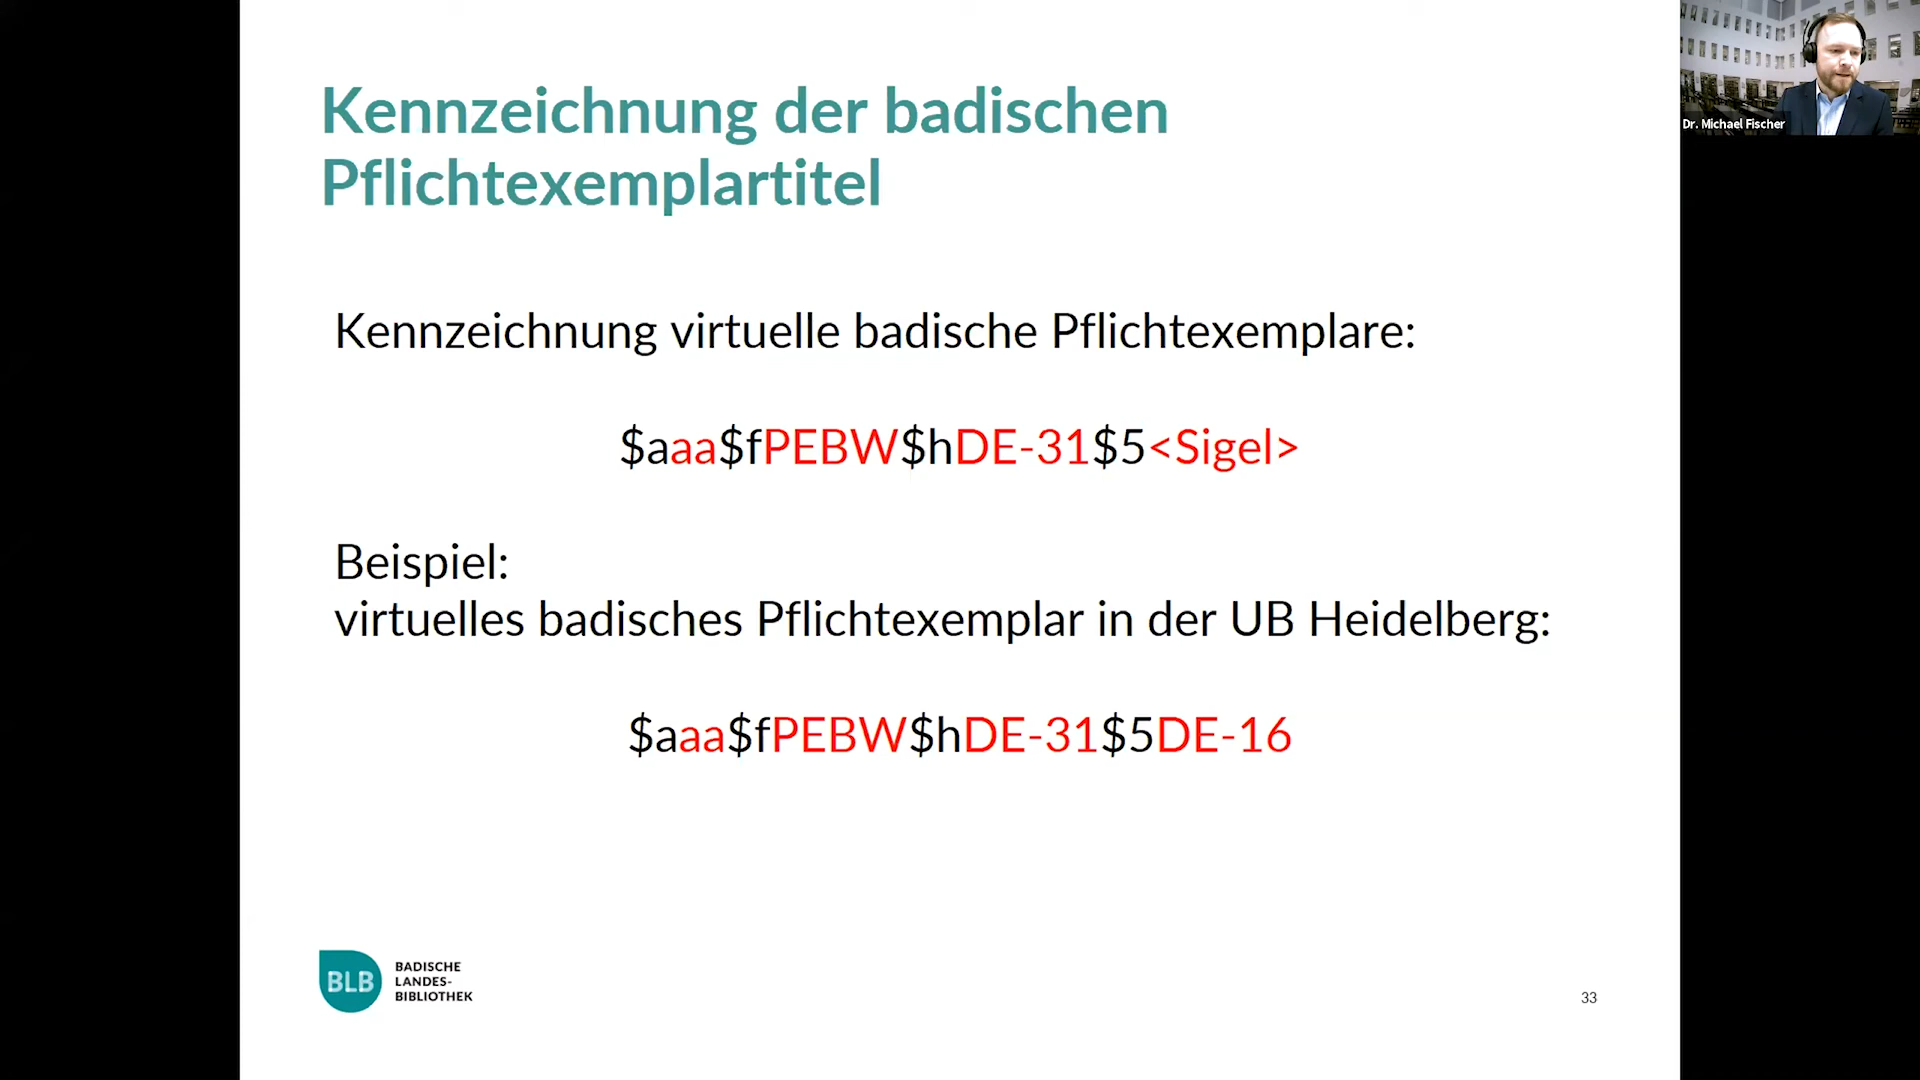 Kennzeichnung der badischen
Pflichtexemplartitel
Kennzeichnung virtuelle badische Pflichtexemplare:
$aaa$fPEBW$hDE-31$5<Sigel>
Beispiel:
virtuelles badisches Pflichtexemplar in der UB Heidelberg:
$aaa$fPEBW$hDE-31$5DE-16
BLB
BADISCHE
LANDES-
BIBLIOTHEK
33
Dr. Michael Fischer